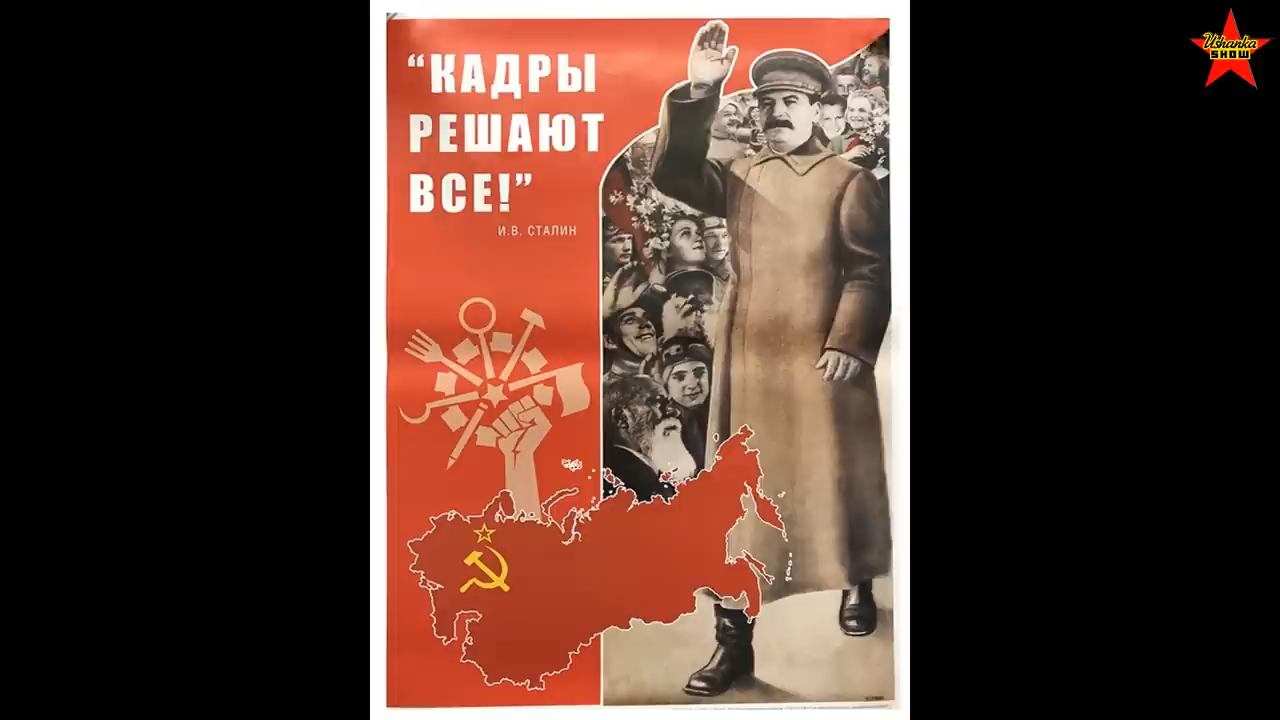 “КАДРЫ
РЕШАЮТ
ВСЕ!”
И.В. СТАЛИН
Ushanka
SHOW